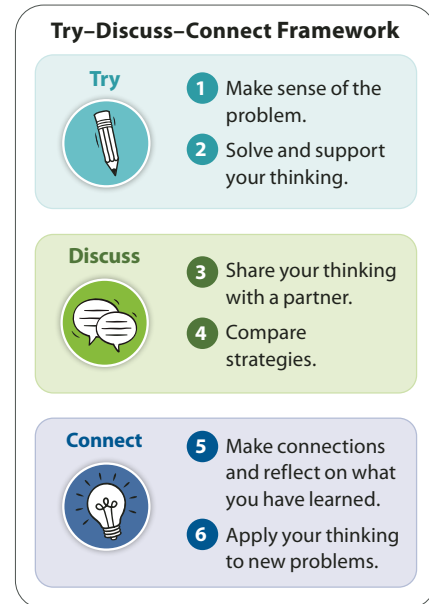 Try–Discuss–Connect Framework
Try
1 Make sense of the
problem.
2 Solve and support
your thinking.
Discuss
3 Share your thinking
with a partner.
4 Compare
strategies.
Connect
5 Make connections
and reflect on what
you have learned.
6 Apply your thinking
to new problems.